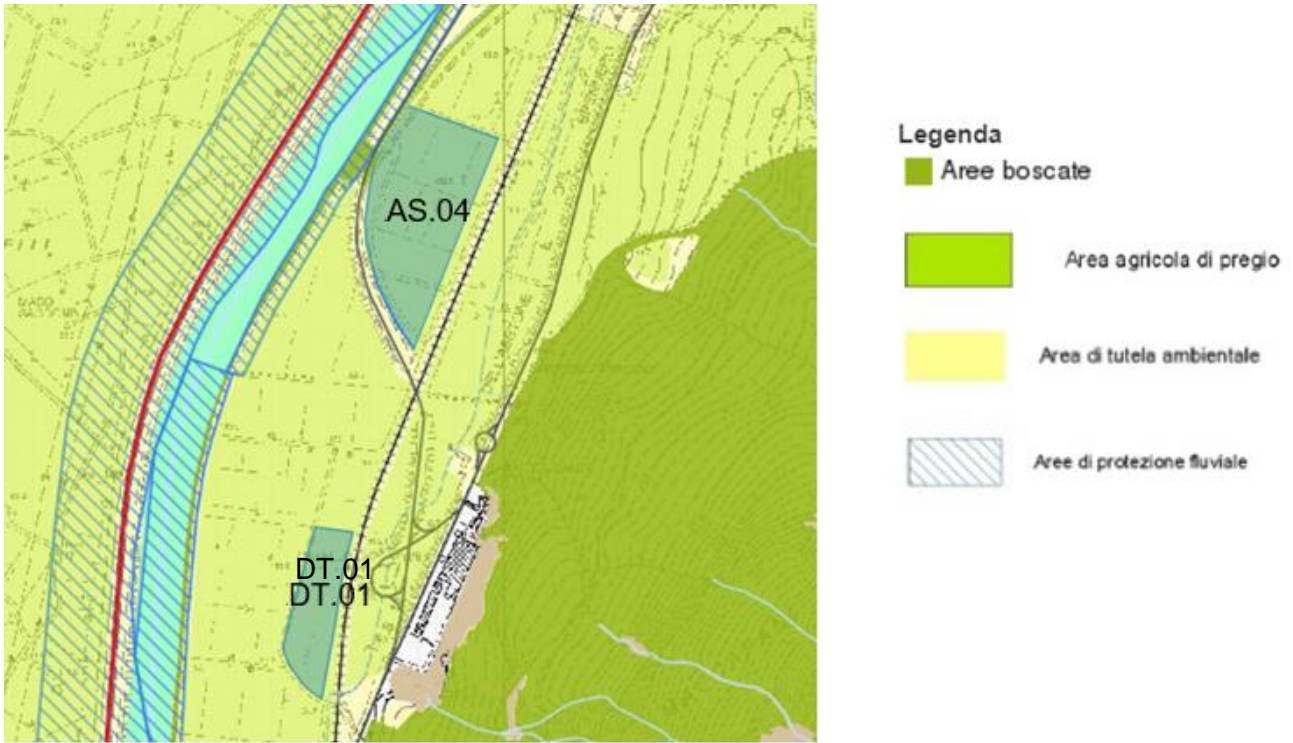 AS.04
DT.01
DT.01
Legenda
Aree boscate
Area agricola di pregio
Area di tutela ambientale
Aree di protezione fluviale